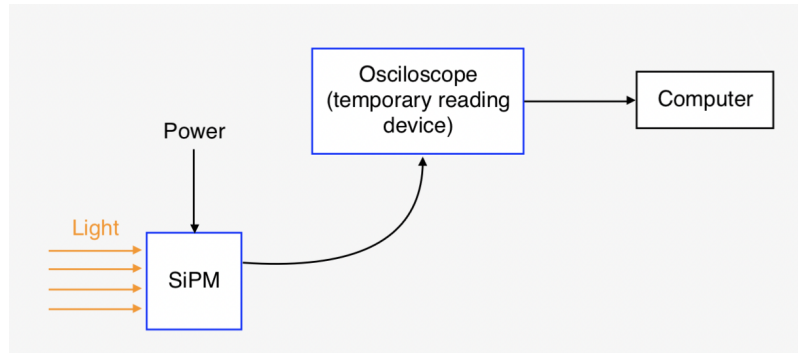 Osciloscope
(temporary reading
device)
Computer
Power
Light
SiPM